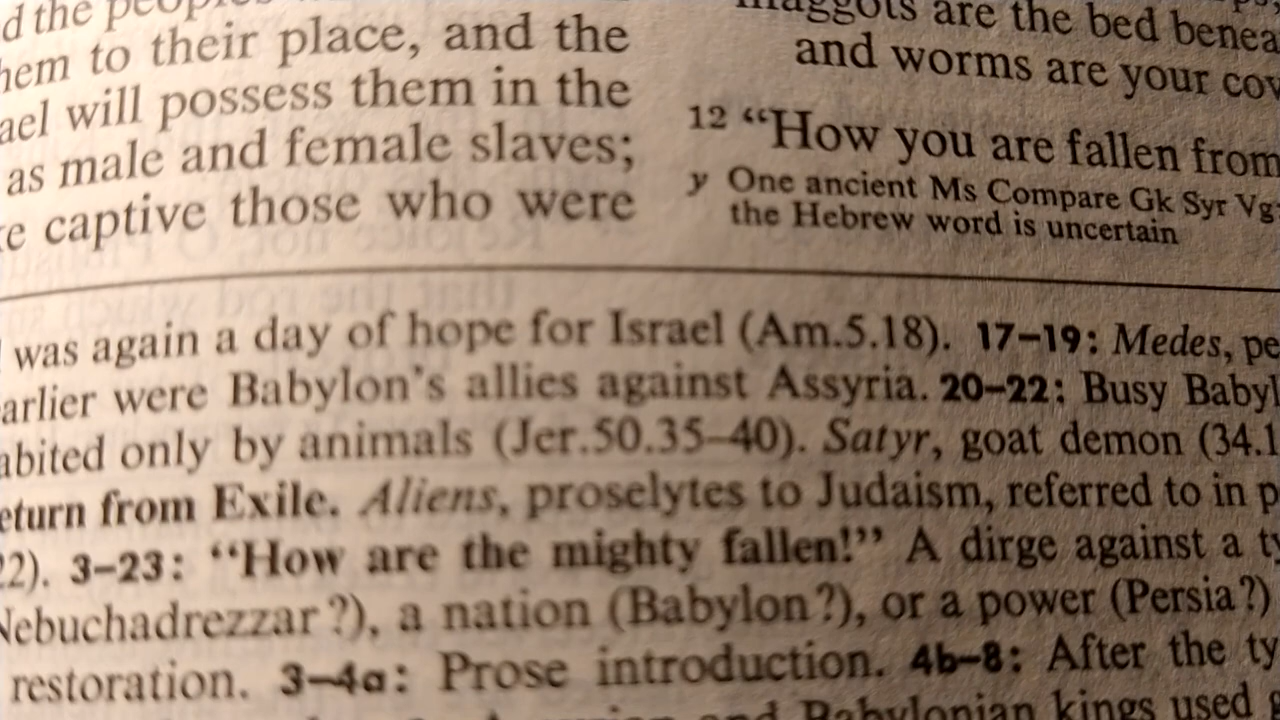 d the peoples
hem to their place, and the
ael will possess them in the
as male and female slaves;
e captive those who were
maggots are the bed benea
and worms are your cov
12 “How you are fallen from
y One ancient Ms Compare Gk Syr Vg
the Hebrew word is uncertain
was again a day of hope for Israel (Am.5.18). 17–19: Medes, pe
arlier were Babylon’s allies against Assyria. 20–22: Busy Babyl
abited only by animals (Jer.50.35–40). Satyr, goat demon (34.1
eturn from Exile. Aliens, proselytes to Judaism, referred to in p
22). 3–23: “How are the mighty fallen!” A dirge against a ty
Nebuchadrezzar?), a nation (Babylon?), or a power (Persia?)
restoration. 3–4a: Prose introduction. 4b–8: After the ty
and Babylonian kings used